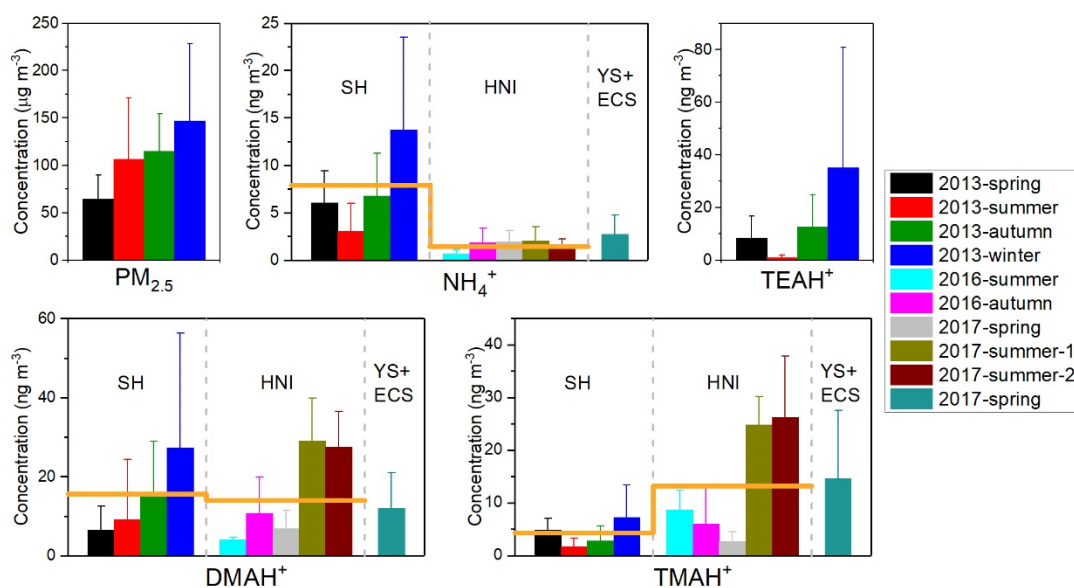 Concentration (μg m⁻³)
250
200
150
100
50
0
PM₂.₅
Concentration (ng m⁻³)
25
20
15
10
5
0
SH
HNI
YS+
ECS
NH₄⁺
Concentration (ng m⁻³)
80
60
40
20
0
TEAH⁺
2013-spring
2013-summer
2013-autumn
2013-winter
2016-summer
2016-autumn
2017-spring
2017-summer-1
2017-summer-2
2017-spring
Concentration (ng m⁻³)
60
40
20
0
SH
HNI
YS+
ECS
DMAH⁺
Concentration (ng m⁻³)
45
40
30
20
10
0
SH
HNI
YS+
ECS
TMAH⁺